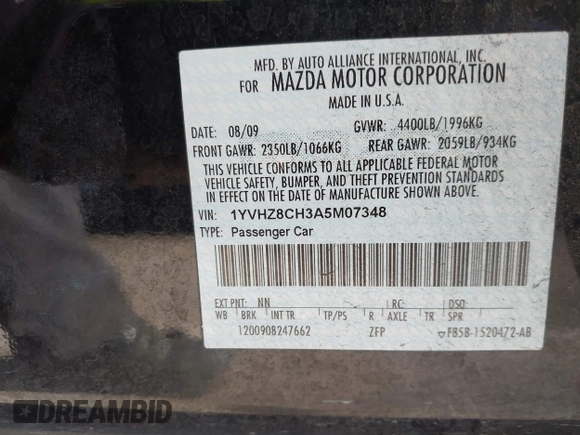 MFD. BY AUTO ALLIANCE INTERNATIONAL, INC.
FOR MAZDA MOTOR CORPORATION
MADE IN U.S.A.
DATE: 08/09 GVWR: 4400LB/1996KG
FRONT GAWR: 2350LB/1066KG REAR GAWR: 2059LB/934KG
THIS VEHICLE CONFORMS TO ALL APPLICABLE FEDERAL MOTOR
VEHICLE SAFETY, BUMPER, AND THEFT PREVENTION STANDARDS
IN EFFECT ON THE DATE OF MANUFACTURE SHOWN ABOVE.
VIN: 1YVHZ8CH3A5M07348
TYPE: Passenger Car
EXT PNT: NN RC: DSO:
WB BRK INT TR TP/PS R AXLE TR SPR
1200908247662 ZFP F85B-1520472-AB
DREAMBID